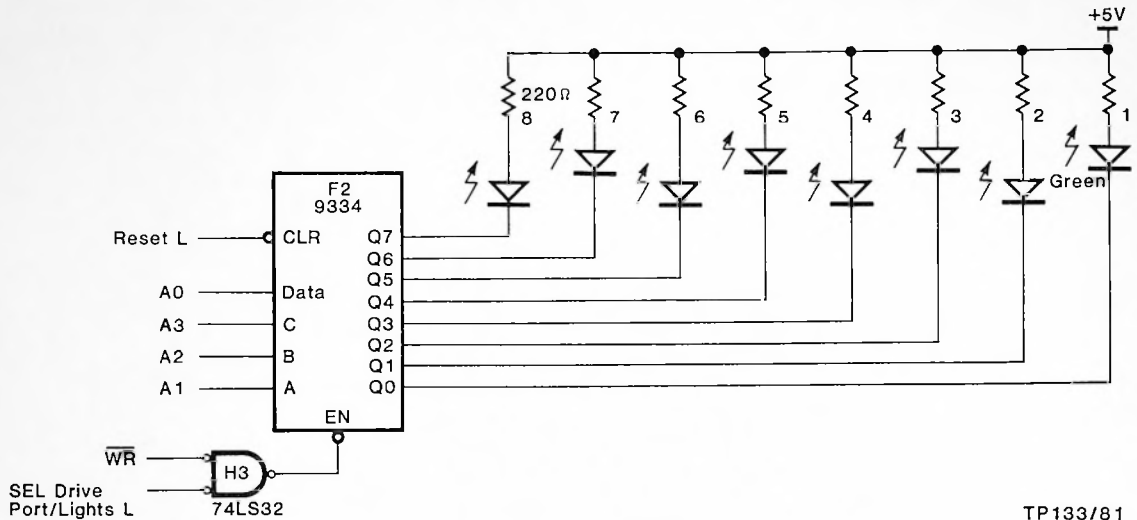 +5V
220Ω
8
7
6
5
4
3
2
1
Green
F2
9334
Reset L
CLR
Q7
Q6
Q5
A0
Data
Q4
A3
C
Q3
A2
B
Q2
Q1
A1
A
Q0
EN
W̅R̅
H3
SEL Drive
Port/Lights L
74LS32
TP133/81